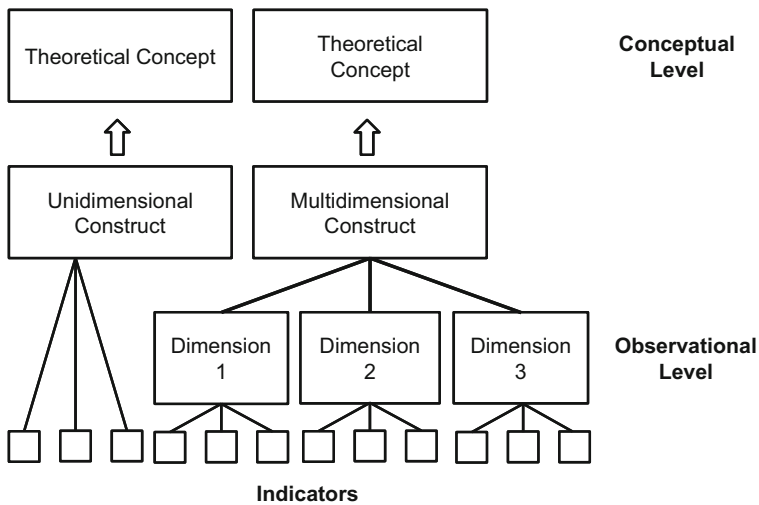 Theoretical Concept
Theoretical
Concept
Conceptual
Level
Unidimensional
Construct
Multidimensional
Construct
Dimension
1
Dimension
2
Dimension
3
Observational
Level
Indicators